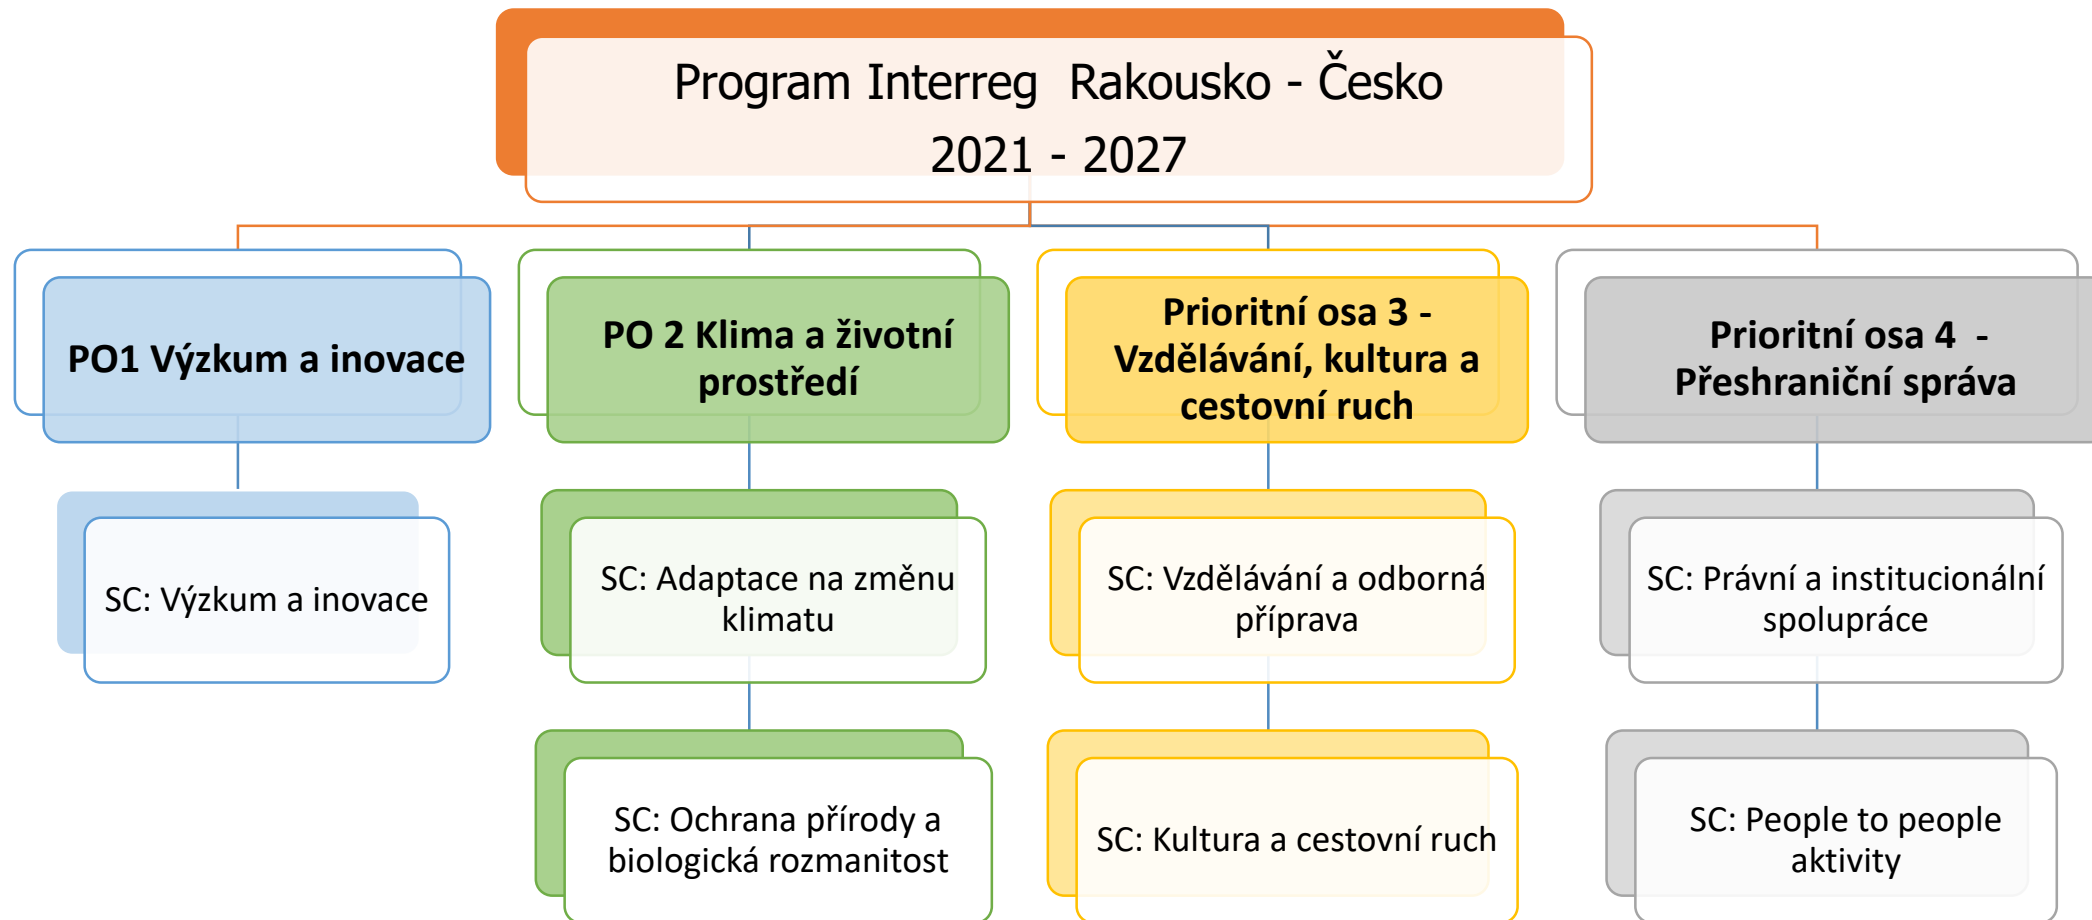 Program Interreg  Rakousko - Česko
2021 - 2027
PO1 Výzkum a inovace
PO 2 Klima a životní
prostředí
Prioritní osa 3 -
Vzdělávání, kultura a
cestovní ruch
Prioritní osa 4  -
Přeshraniční správa
SC: Výzkum a inovace
SC: Adaptace na změnu
klimatu
SC: Vzdělávání a odborná
příprava
SC: Právní a institucionální
spolupráce
SC: Ochrana přírody a
biologická rozmanitost
SC: Kultura a cestovní ruch
SC: People to people
aktivity